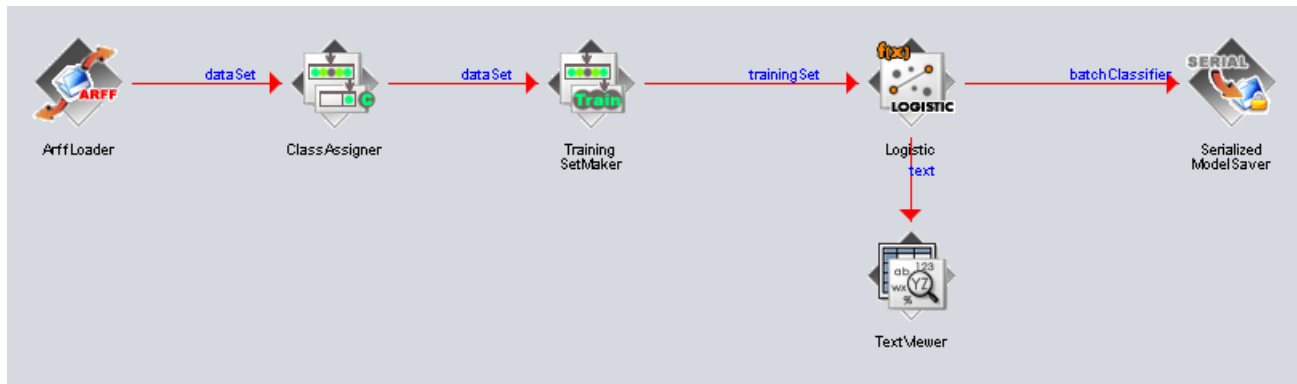 dataSet
dataSet
trainingSet
batchClassifier
ARFF
C
Train
f(x)
LOGISTIC
SERIAL
ArffLoader
ClassAssigner
Training
SetMaker
Logistic
Serialized
ModelSaver
text
ab 123
wx YZ
%
TextViewer